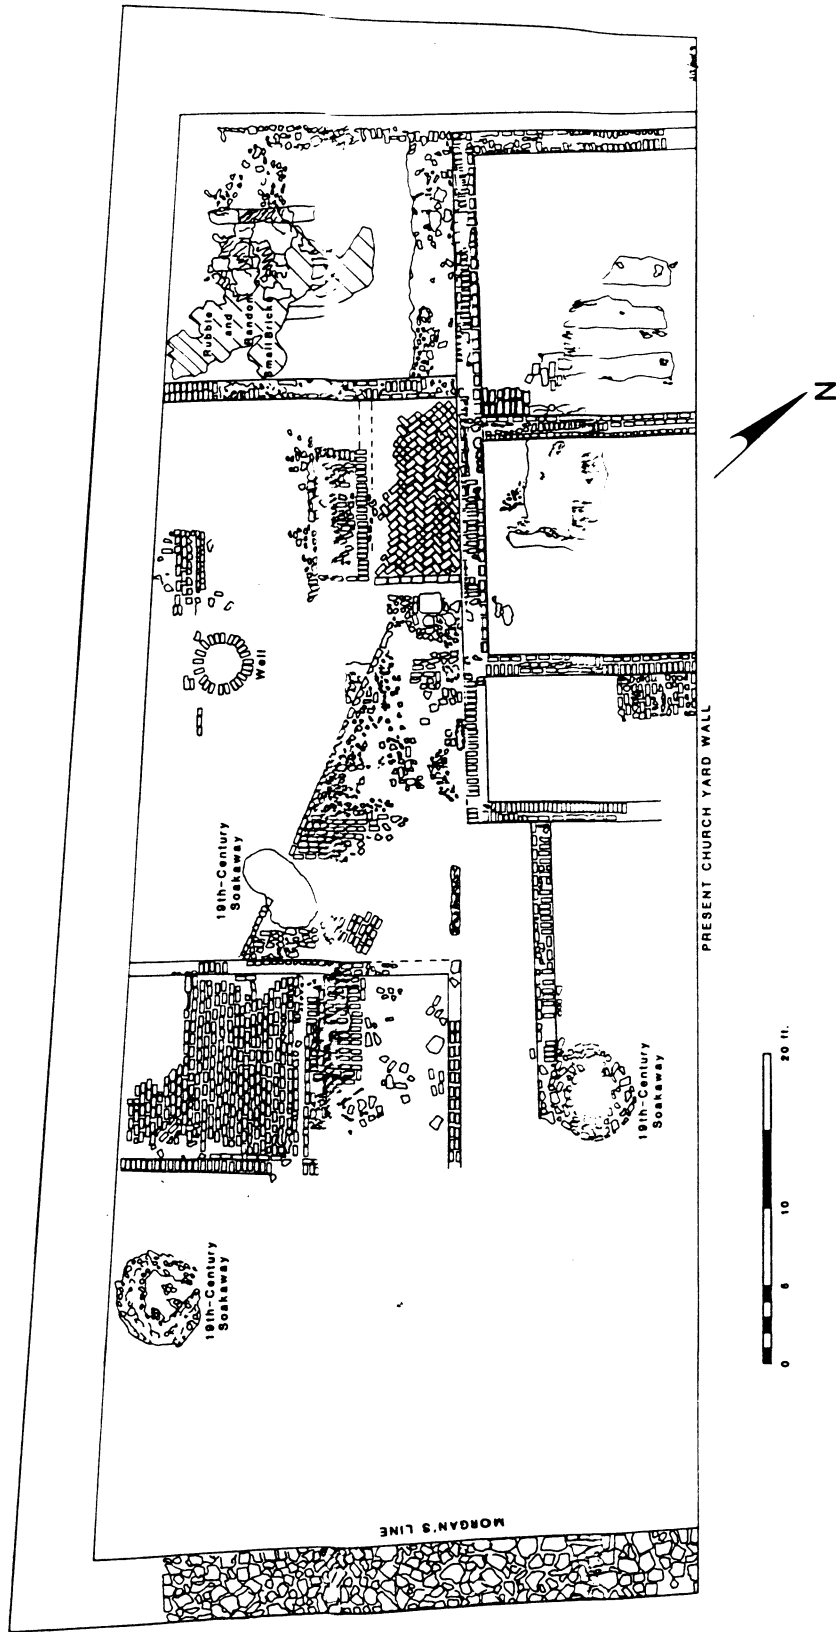 Rubble
and
Random
Small Bricks
N
Well
PRESENT CHURCH YARD WALL
19th-Century
Soakaway
19th-Century
Soakaway
19th-Century
Soakaway
0 5 10 20 ft.
MORGAN'S LINE